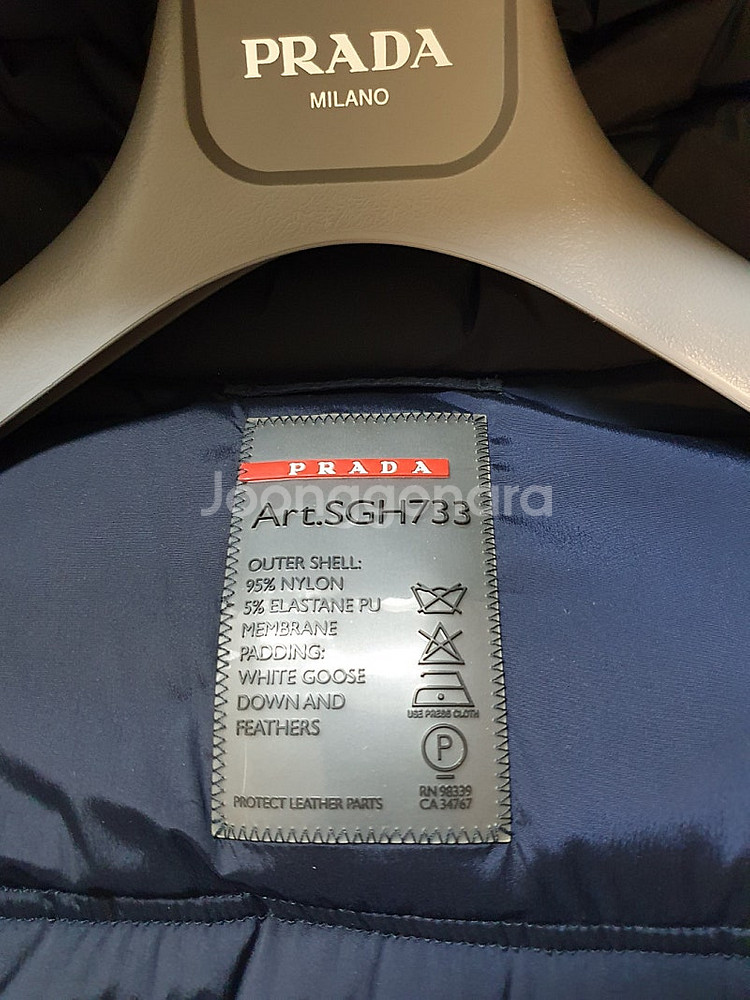 PRADA
MILANO
PRADA
Joonggonara
Art.SGH733
OUTER SHELL:
95% NYLON
5% ELASTANE PU
MEMBRANE
PADDING:
WHITE GOOSE
DOWN AND
FEATHERS
USE PRESS CLOTH
P
RN 98339
CA 34767
PROTECT LEATHER PARTS